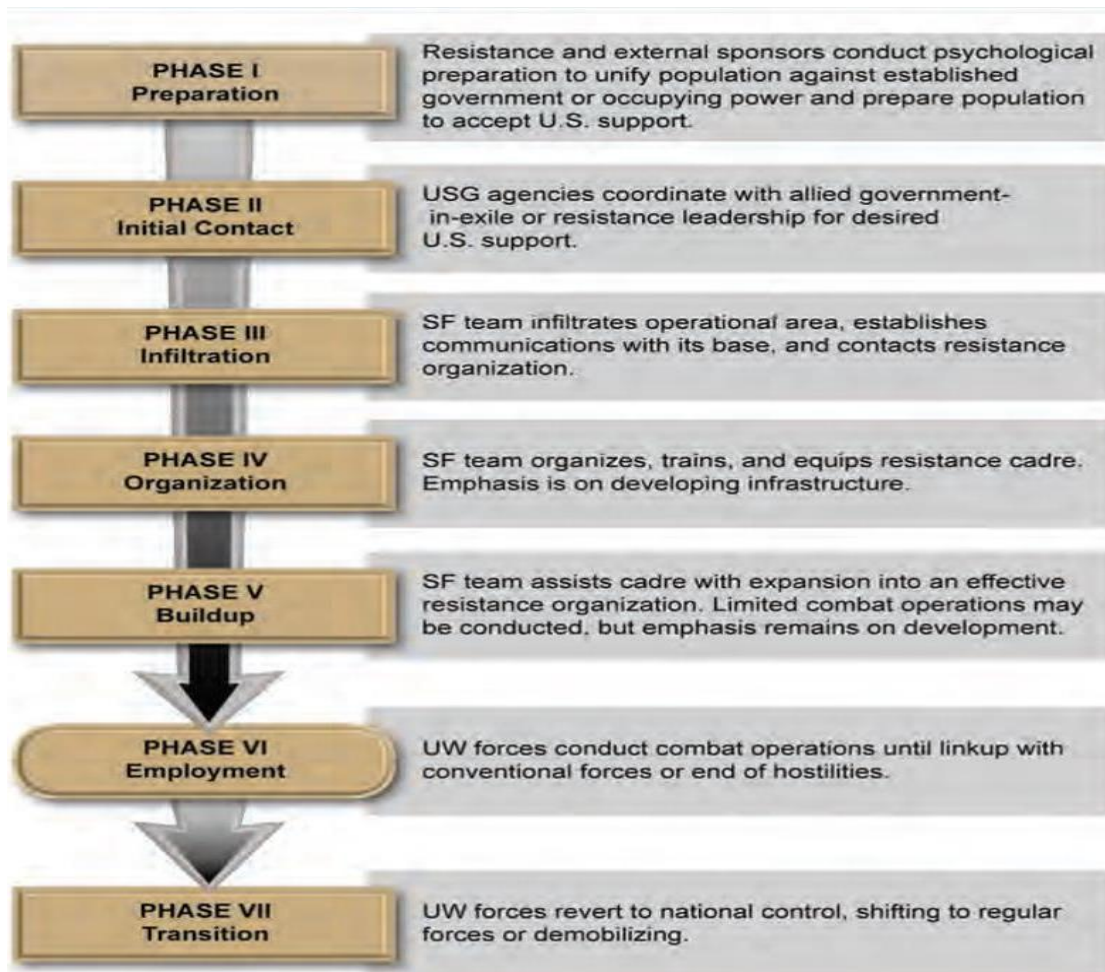 PHASE I
Preparation
Resistance and external sponsors conduct psychological
preparation to unify population against established
government or occupying power and prepare population
to accept U.S. support.
PHASE II
Initial Contact
USG agencies coordinate with allied government-
in-exile or resistance leadership for desired
U.S. support.
PHASE III
Infiltration
SF team infiltrates operational area, establishes
communications with its base, and contacts resistance
organization.
PHASE IV
Organization
SF team organizes, trains, and equips resistance cadre.
Emphasis is on developing infrastructure.
PHASE V
Buildup
SF team assists cadre with expansion into an effective
resistance organization. Limited combat operations may
be conducted, but emphasis remains on development.
PHASE VI
Employment
UW forces conduct combat operations until linkup with
conventional forces or end of hostilities.
PHASE VII
Transition
UW forces revert to national control, shifting to regular
forces or demobilizing.